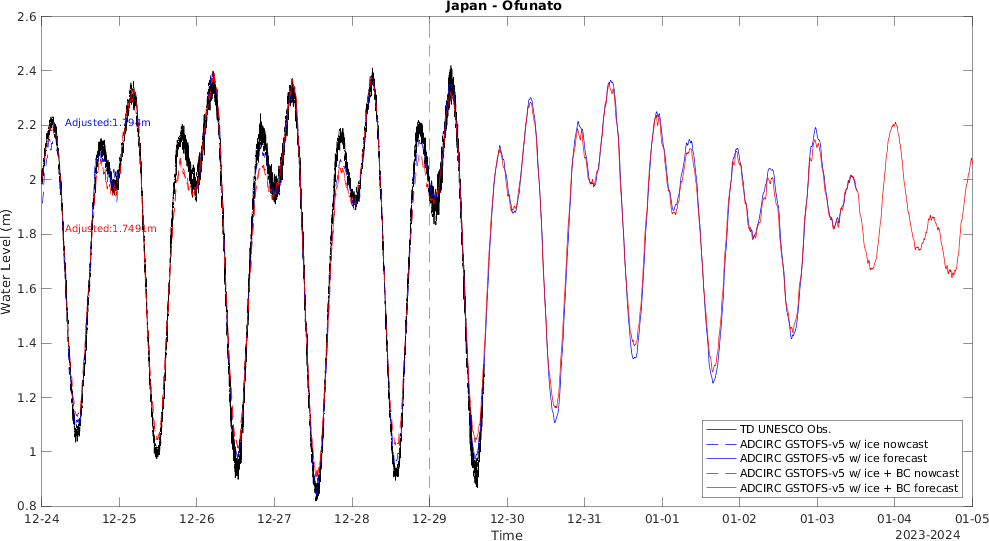 Japan - Ofunato
2.6
2.4
2.2
2
1.8
1.6
1.4
1.2
1
0.8
Water Level (m)
Adjusted:1.794m
Adjusted:1.7491m
TD UNESCO Obs.
ADCIRC GSTOFS-v5 w/ ice nowcast
ADCIRC GSTOFS-v5 w/ ice forecast
ADCIRC GSTOFS-v5 w/ ice + BC nowcast
ADCIRC GSTOFS-v5 w/ ice + BC forecast
12-24 12-25 12-26 12-27 12-28 12-29 12-30 12-31 01-01 01-02 01-03 01-04 01-05
Time
2023-2024